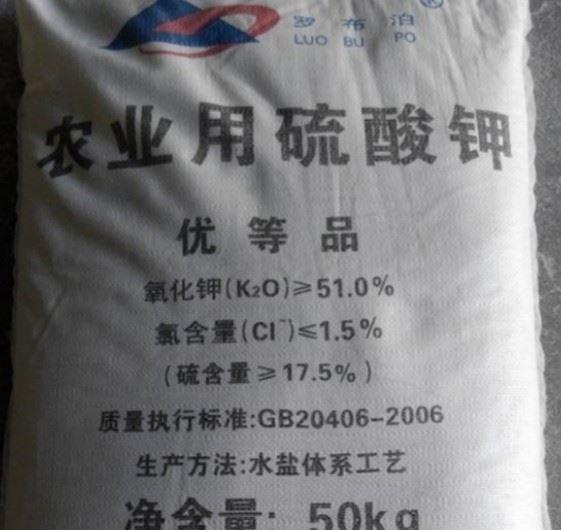 罗布泊®
LUO BU PO
农业用硫酸钾
优等品
氧化钾(K₂O)≥51.0%
氯含量(Cl⁻)≤1.5%
(硫含量≥17.5%)
质量执行标准:GB20406-2006
生产方法:水盐体系工艺
净含量: 50kg